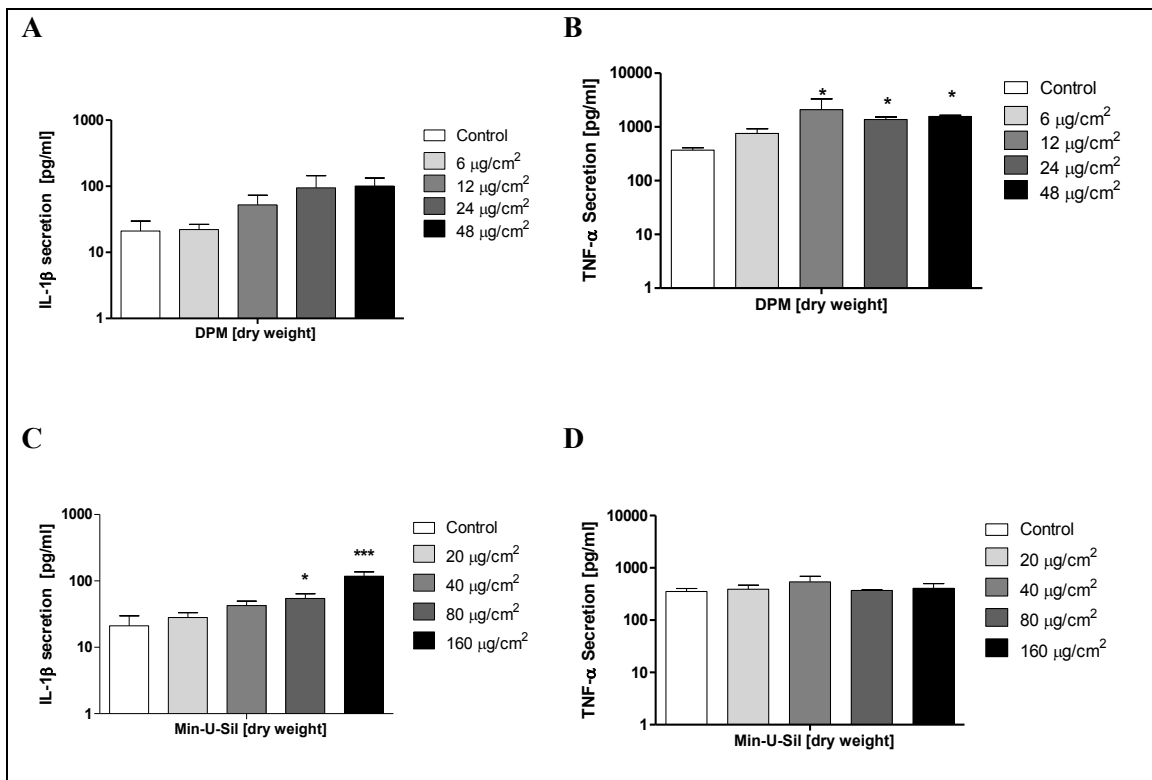 A
IL-1β secretion [pg/ml]
1000
100
10
1
DPM [dry weight]
Control
6 µg/cm²
12 µg/cm²
24 µg/cm²
48 µg/cm²
B
TNF-α Secretion [pg/ml]
10000
1000
100
10
1
* * *
DPM [dry weight]
Control
6 µg/cm²
12 µg/cm²
24 µg/cm²
48 µg/cm²
C
IL-1β secretion [pg/ml]
1000
100
10
1
* ***
Min-U-Sil [dry weight]
Control
20 µg/cm²
40 µg/cm²
80 µg/cm²
160 µg/cm²
D
TNF-α Secretion [pg/ml]
10000
1000
100
10
1
Min-U-Sil [dry weight]
Control
20 µg/cm²
40 µg/cm²
80 µg/cm²
160 µg/cm²